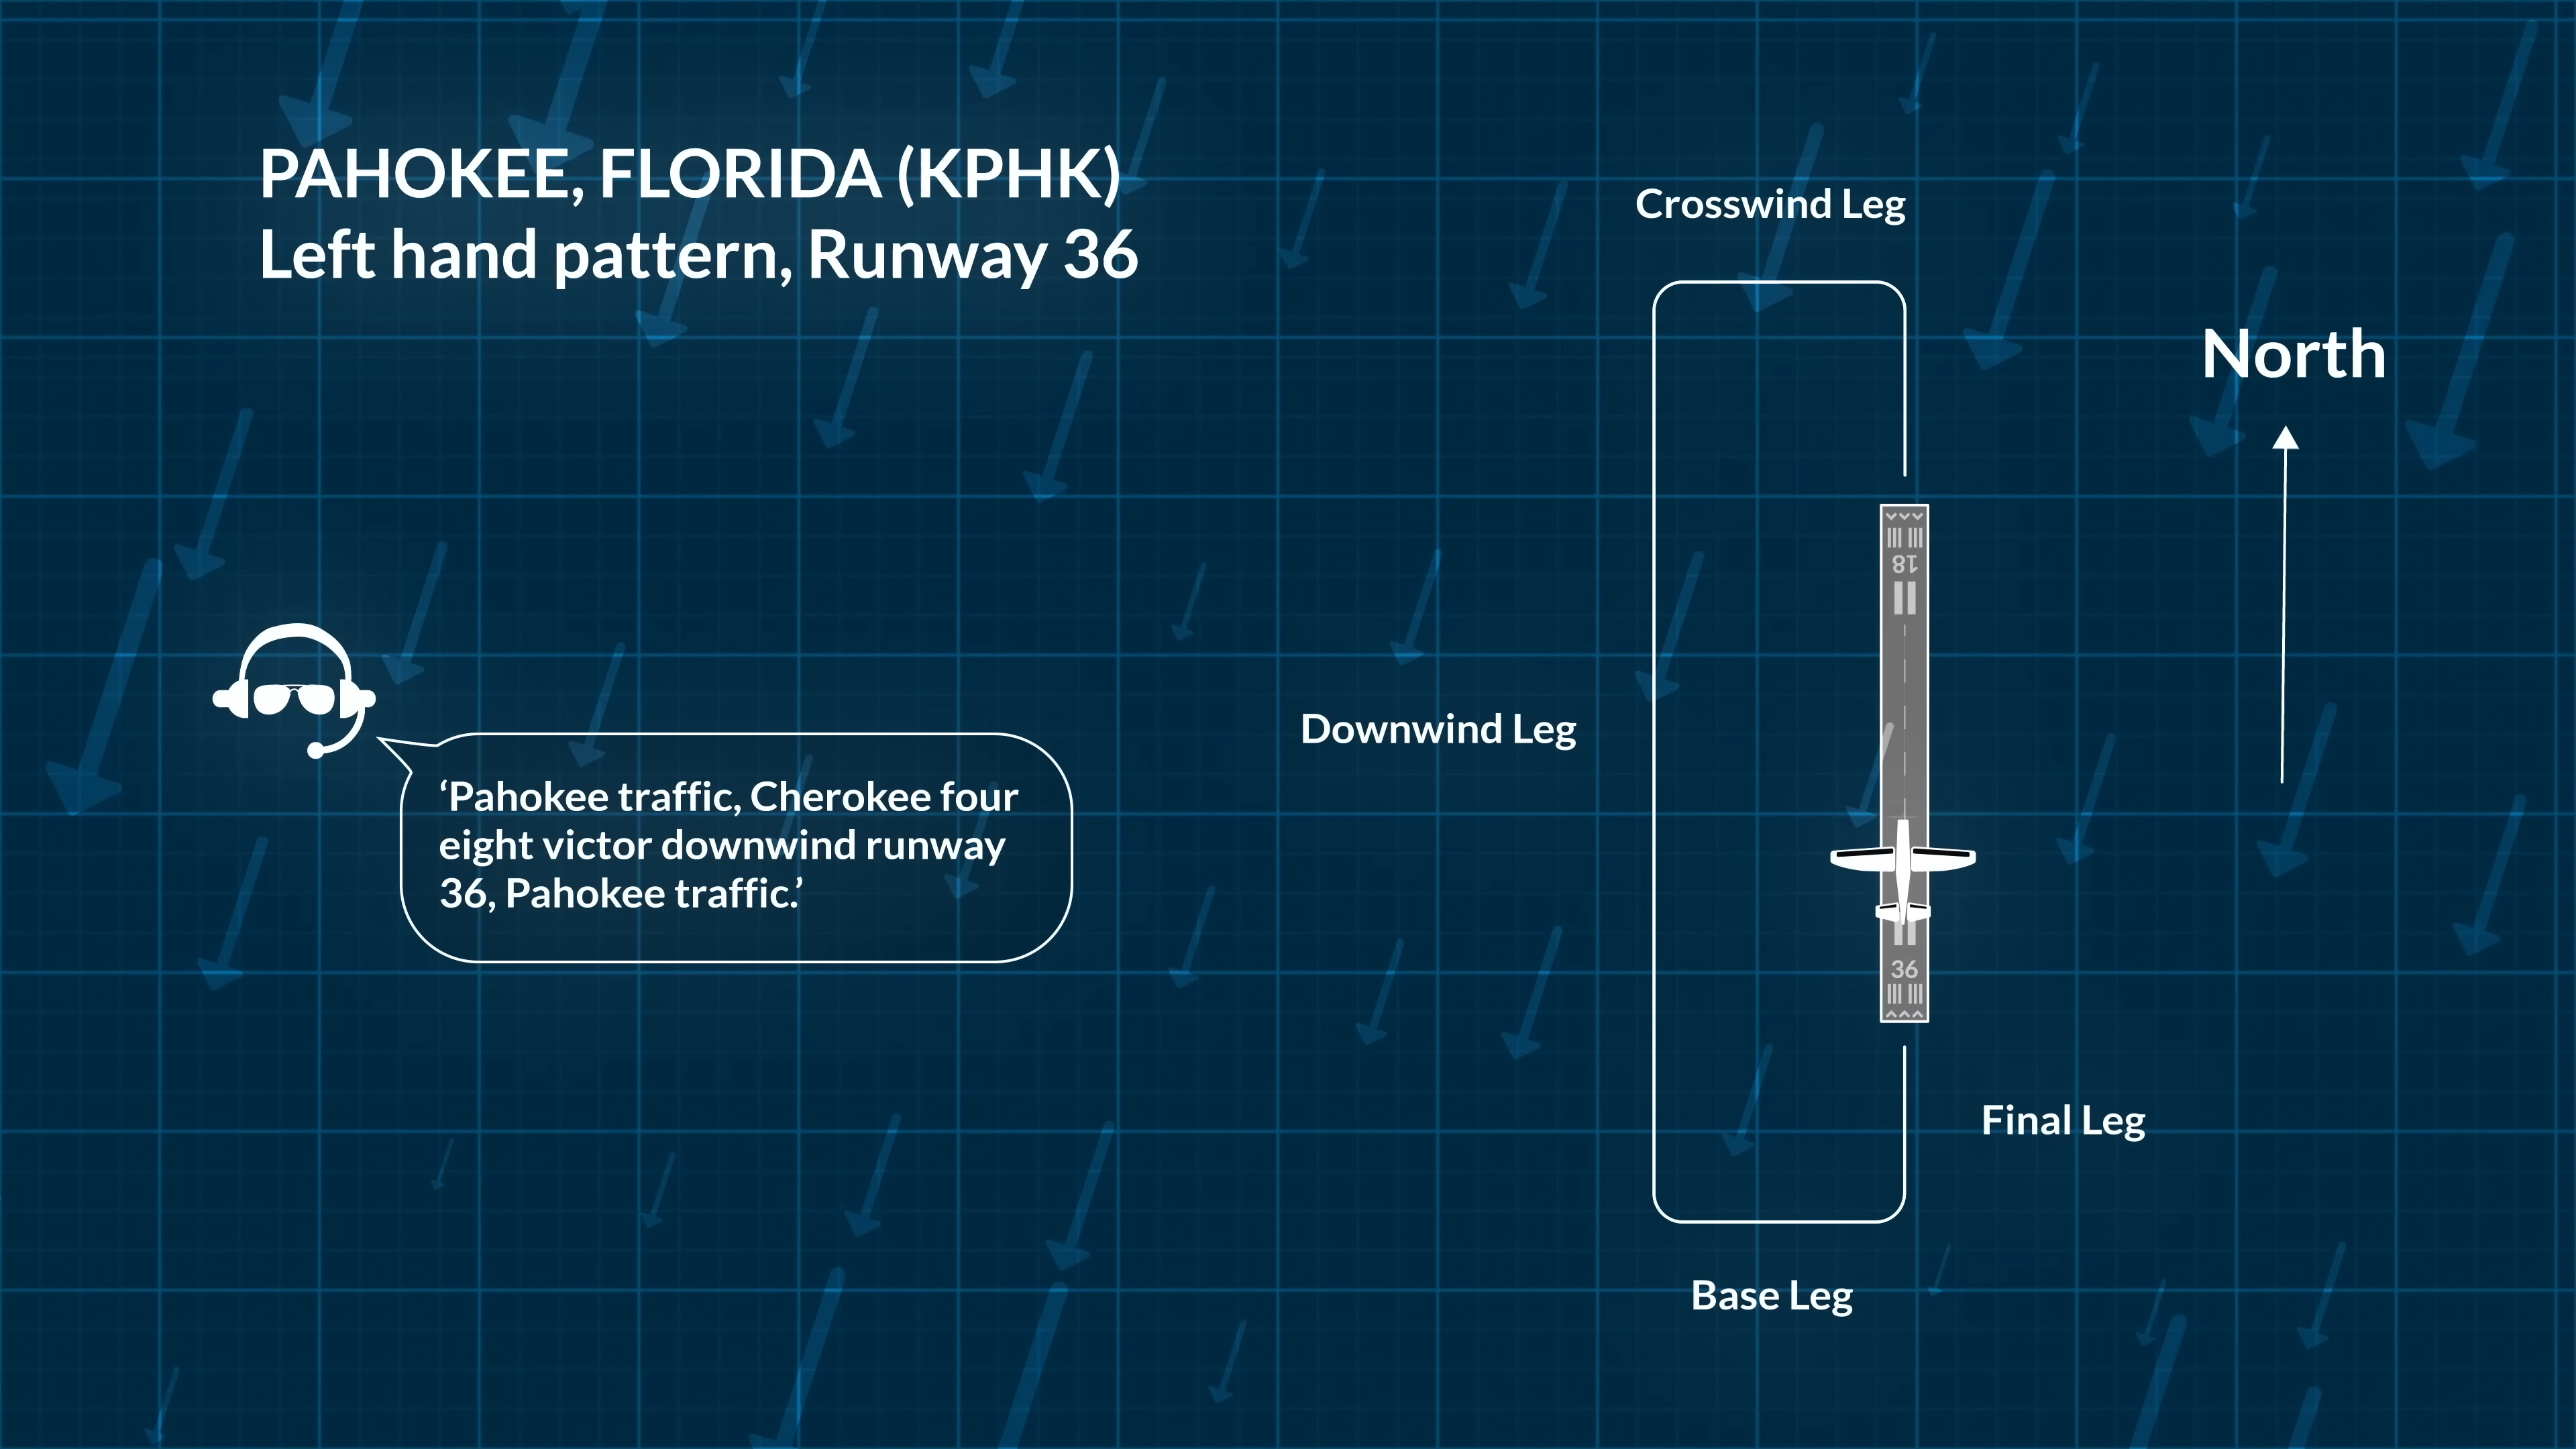 PAHOKEE, FLORIDA (KPHK)
Left hand pattern, Runway 36
Crosswind Leg
North
18
Downwind Leg
‘Pahokee traffic, Cherokee four
eight victor downwind runway
36, Pahokee traffic.’
36
Final Leg
Base Leg